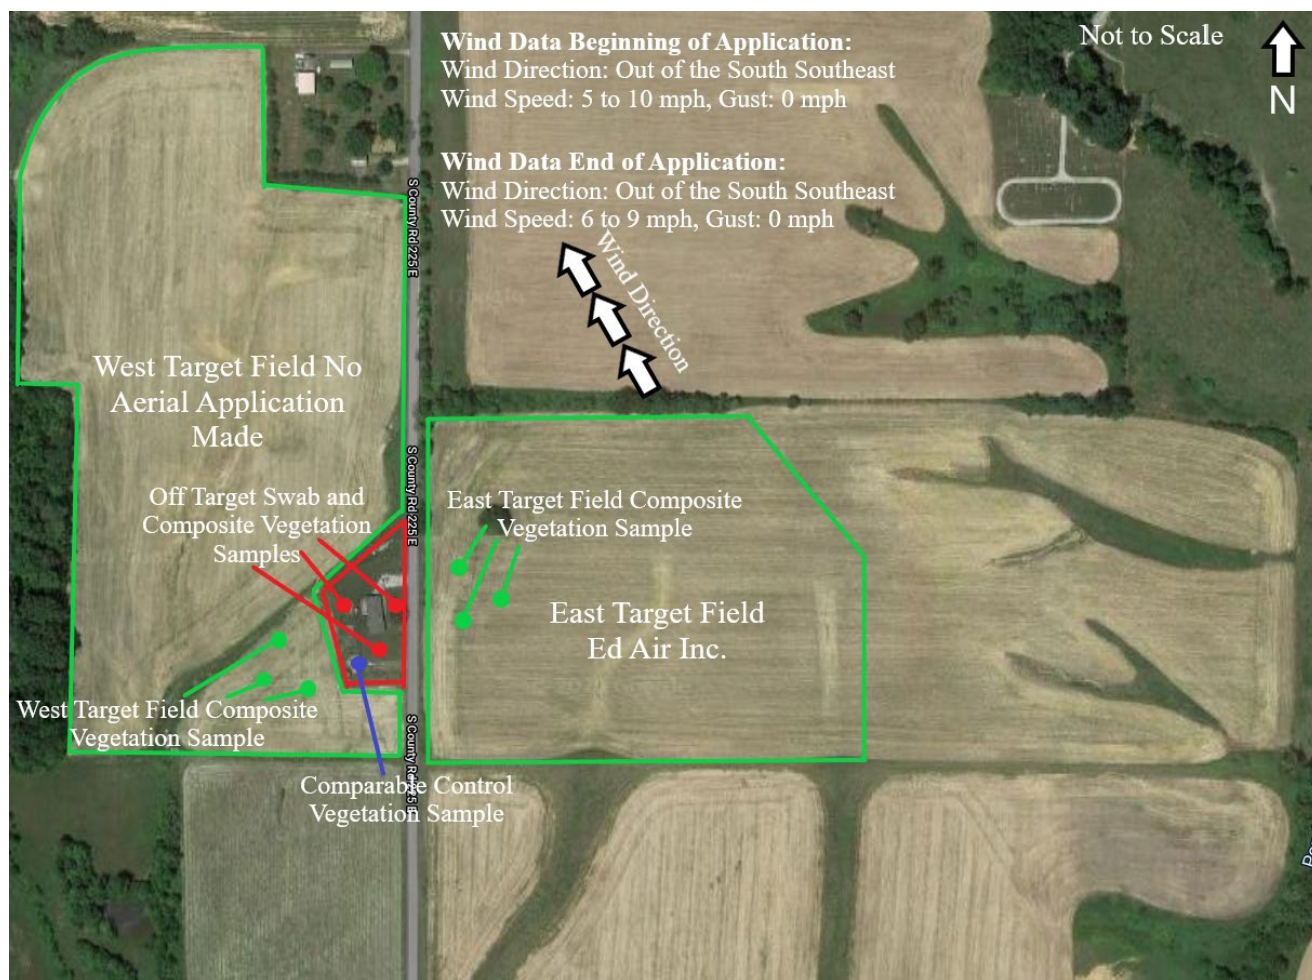 Wind Data Beginning of Application:
Wind Direction: Out of the South Southeast
Wind Speed: 5 to 10 mph, Gust: 0 mph
Not to Scale
N
Wind Data End of Application:
Wind Direction: Out of the South Southeast
Wind Speed: 6 to 9 mph, Gust: 0 mph
S County Rd 225 E
Wind Direction
West Target Field No
Aerial Application
Made
S County Rd 225 E
Off Target Swab and
Composite Vegetation
Samples
East Target Field Composite
Vegetation Sample
East Target Field
Ed Air Inc.
West Target Field Composite
Vegetation Sample
S County Rd 225 E
Comparable Control
Vegetation Sample